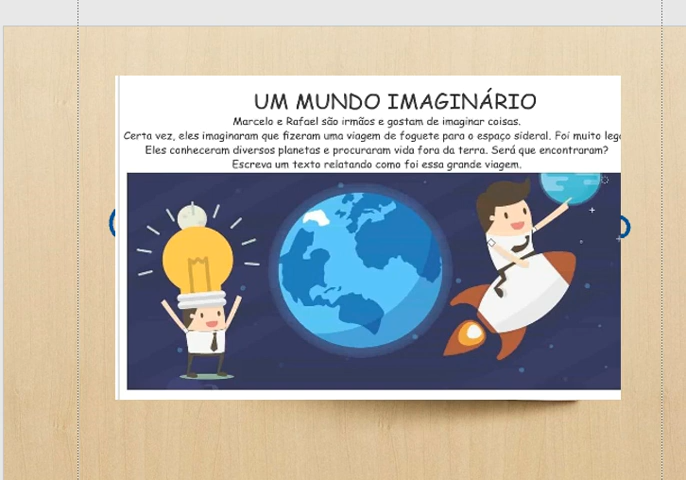 UM MUNDO IMAGINÁRIO
Marcelo e Rafael são irmãos e gostam de imaginar coisas.
Certa vez, eles imaginaram que fizeram uma viagem de foguete para o espaço sideral. Foi muito lega
Eles conheceram diversos planetas e procuraram vida fora da terra. Será que encontraram?
Escreva um texto relatando como foi essa grande viagem.